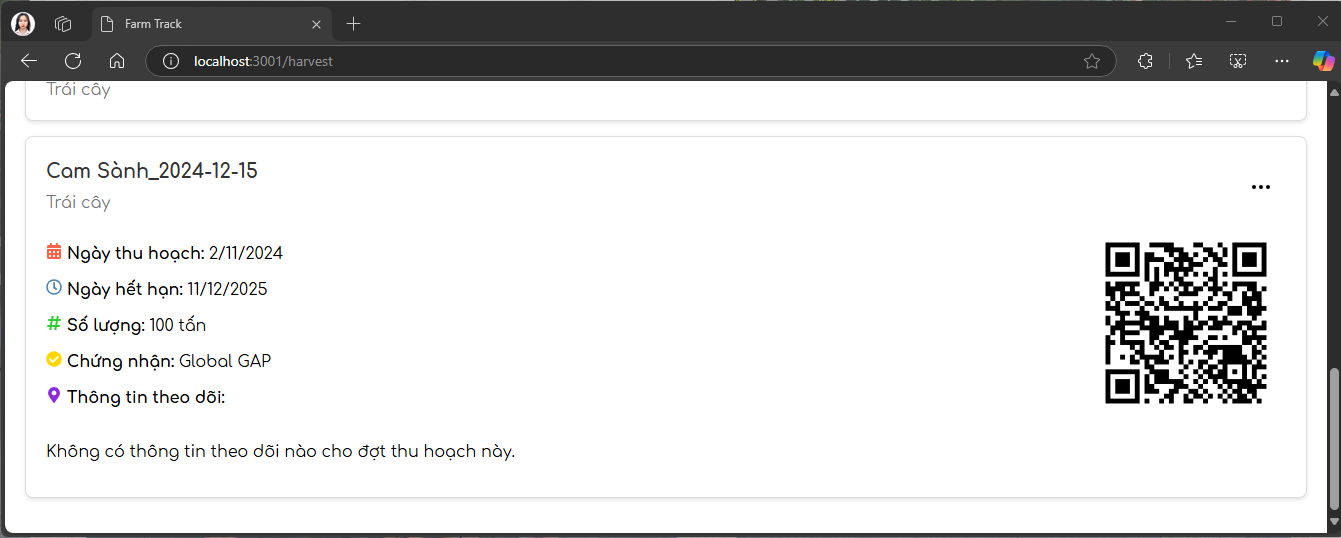 Farm Track
localhost:3001/harvest
Trái cây
Cam Sành_2024-12-15
Trái cây
Ngày thu hoạch: 2/11/2024
Ngày hết hạn: 11/12/2025
# Số lượng: 100 tấn
Chứng nhận: Global GAP
Thông tin theo dõi:
Không có thông tin theo dõi nào cho đợt thu hoạch này.